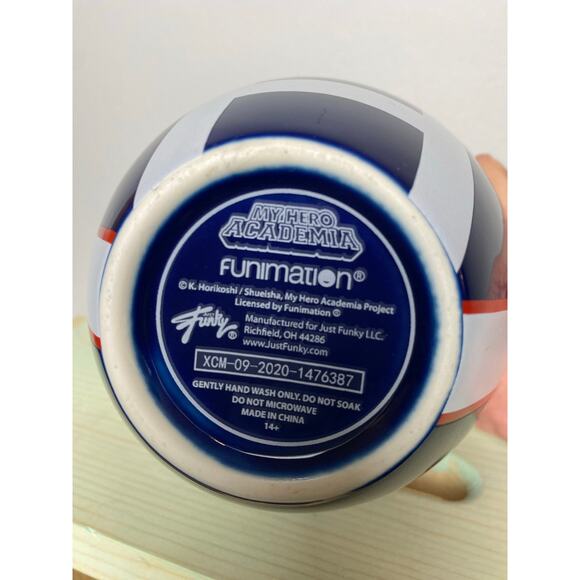 MY HERO
ACADEMIA
FUNIMATION®
© K. Horikoshi / Shueisha, My Hero Academia Project
Licensed by Funimation ®
JUST
Funky®
Manufactured for Just Funky LLC.
Richfield, OH 44286
www.JustFunky.com
XCM-09-2020-1476387
GENTLY HAND WASH ONLY. DO NOT SOAK
DO NOT MICROWAVE
MADE IN CHINA
14+